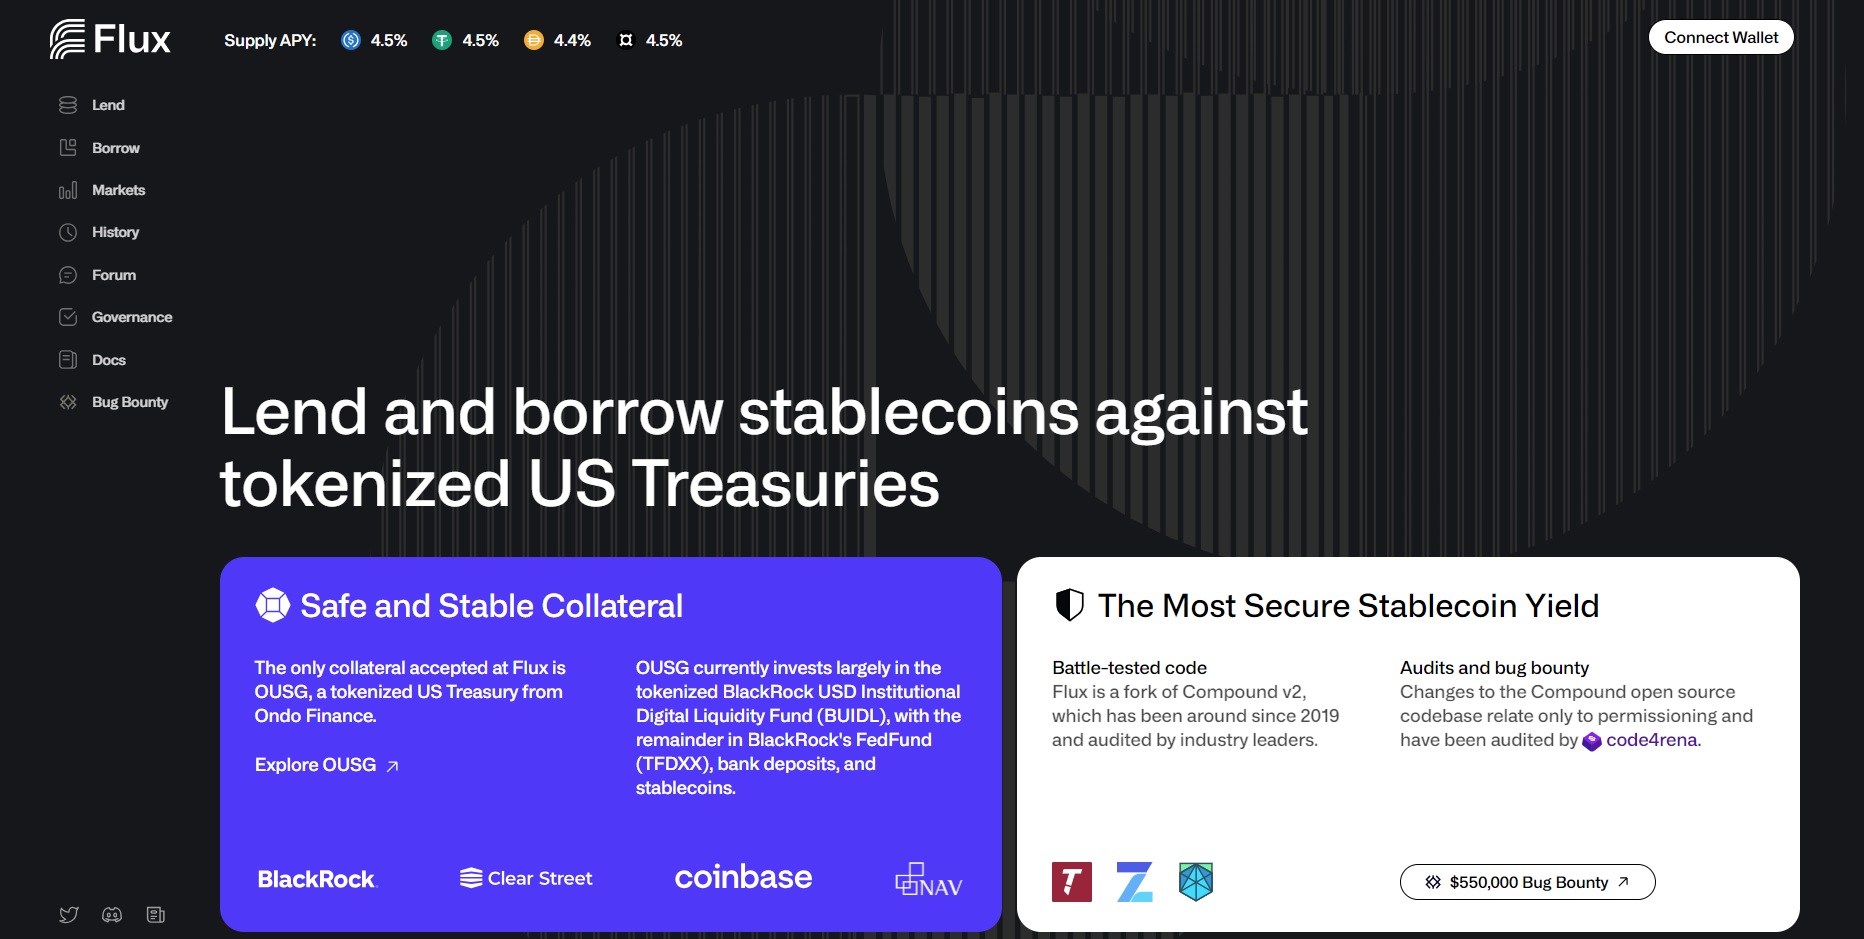 Flux
Supply APY: 4.5% 4.5% 4.4% 4.5%
Connect Wallet
Lend
Borrow
Markets
History
Forum
Governance
Docs
Bug Bounty
Lend and borrow stablecoins against
tokenized US Treasuries
Safe and Stable Collateral
The only collateral accepted at Flux is
OUSG, a tokenized US Treasury from
Ondo Finance.
Explore OUSG
OUSG currently invests largely in the
tokenized BlackRock USD Institutional
Digital Liquidity Fund (BUIDL), with the
remainder in BlackRock's FedFund
(TFDXX), bank deposits, and
stablecoins.
BlackRock
Clear Street
coinbase
NAV
The Most Secure Stablecoin Yield
Battle-tested code
Flux is a fork of Compound v2,
which has been around since 2019
and audited by industry leaders.
Audits and bug bounty
Changes to the Compound open source
codebase relate only to permissioning and
have been audited by code4rena.
$550,000 Bug Bounty